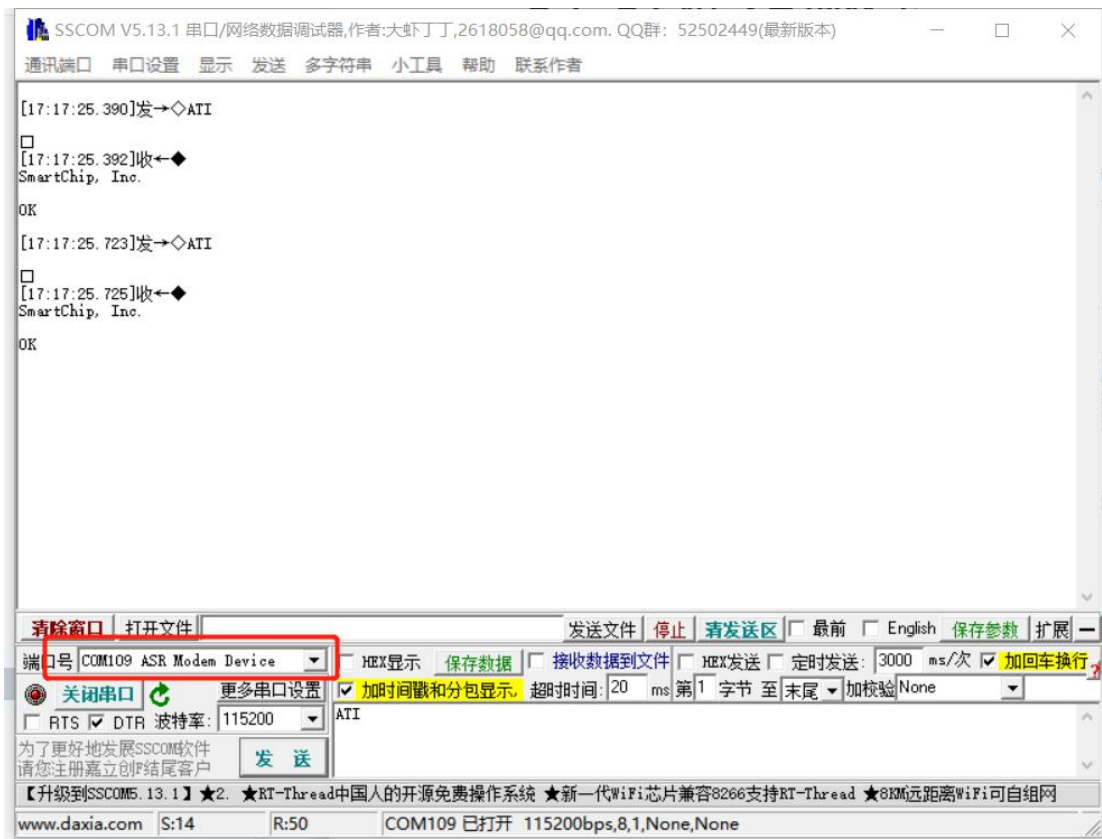 SSCOM V5.13.1 串口/网络数据调试器,作者:大虾丁丁,2618058@qq.com. QQ群: 52502449(最新版本)
通讯端口 串口设置 显示 发送 多字符串 小工具 帮助 联系作者
[17:17:25.390]发→◇ATI
□
[17:17:25.392]收←◆
SmartChip, Inc.
OK
[17:17:25.723]发→◇ATI
□
[17:17:25.725]收←◆
SmartChip, Inc.
OK
清除窗口 打开文件 发送文件 停止 清发送区 最前 English 保存参数 扩展 —
端口号 COM109 ASR Modem Device HEX显示 保存数据 接收数据到文件 HEX发送 定时发送: 3000 ms/次 加回车换行
关闭串口 更多串口设置 加时间戳和分包显示, 超时时间: 20 ms 第1 字节 至 末尾 加校验 None ?
RTS DTR 波特率: 115200 ATI
为了更好地发展SSCOM软件
请您注册嘉立创F结尾客户
发 送
【升级到SSCOM5.13.1】★2. ★RT-Thread中国人的开源免费操作系统 ★新一代WiFi芯片兼容8266支持RT-Thread ★8KM远距离WiFi可自组网
www.daxia.com S:14 R:50 COM109 已打开 115200bps,8,1,None,None